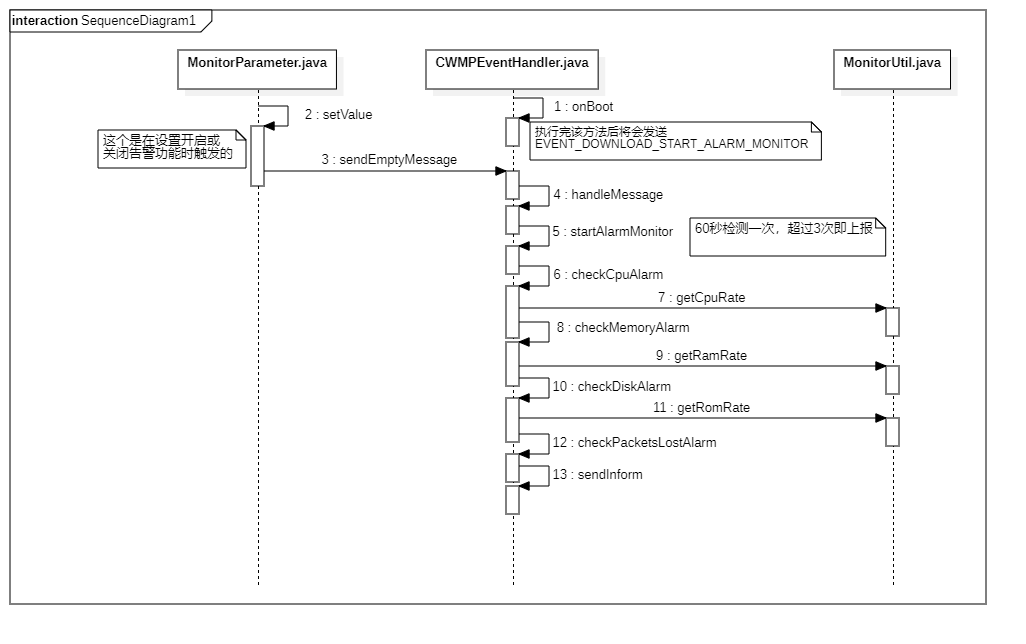 interaction SequenceDiagram1
MonitorParameter.java
CWMPEventHandler.java
MonitorUtil.java
1 : onBoot
2 : setValue
执行完该方法后将会发送
EVENT_DOWNLOAD_START_ALARM_MONITOR
这个是在设置开启或
关闭告警功能时触发的
3 : sendEmptyMessage
4 : handleMessage
5 : startAlarmMonitor
60秒检测一次，超过3次即上报
6 : checkCpuAlarm
7 : getCpuRate
8 : checkMemoryAlarm
9 : getRamRate
10 : checkDiskAlarm
11 : getRomRate
12 : checkPacketsLostAlarm
13 : sendInform